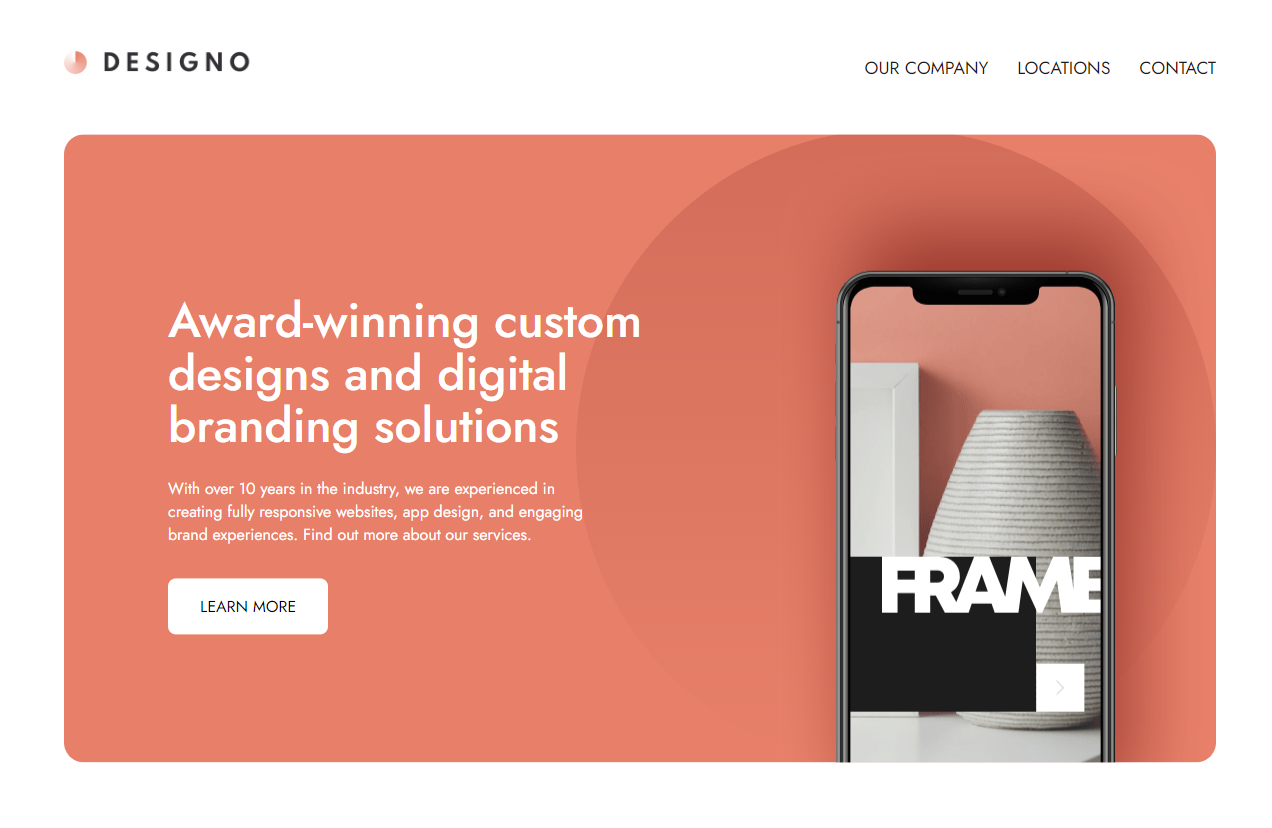 DESIGNO
OUR COMPANY LOCATIONS CONTACT
Award-winning custom
designs and digital
branding solutions
With over 10 years in the industry, we are experienced in
creating fully responsive websites, app design, and engaging
brand experiences. Find out more about our services.
LEARN MORE
FRAME